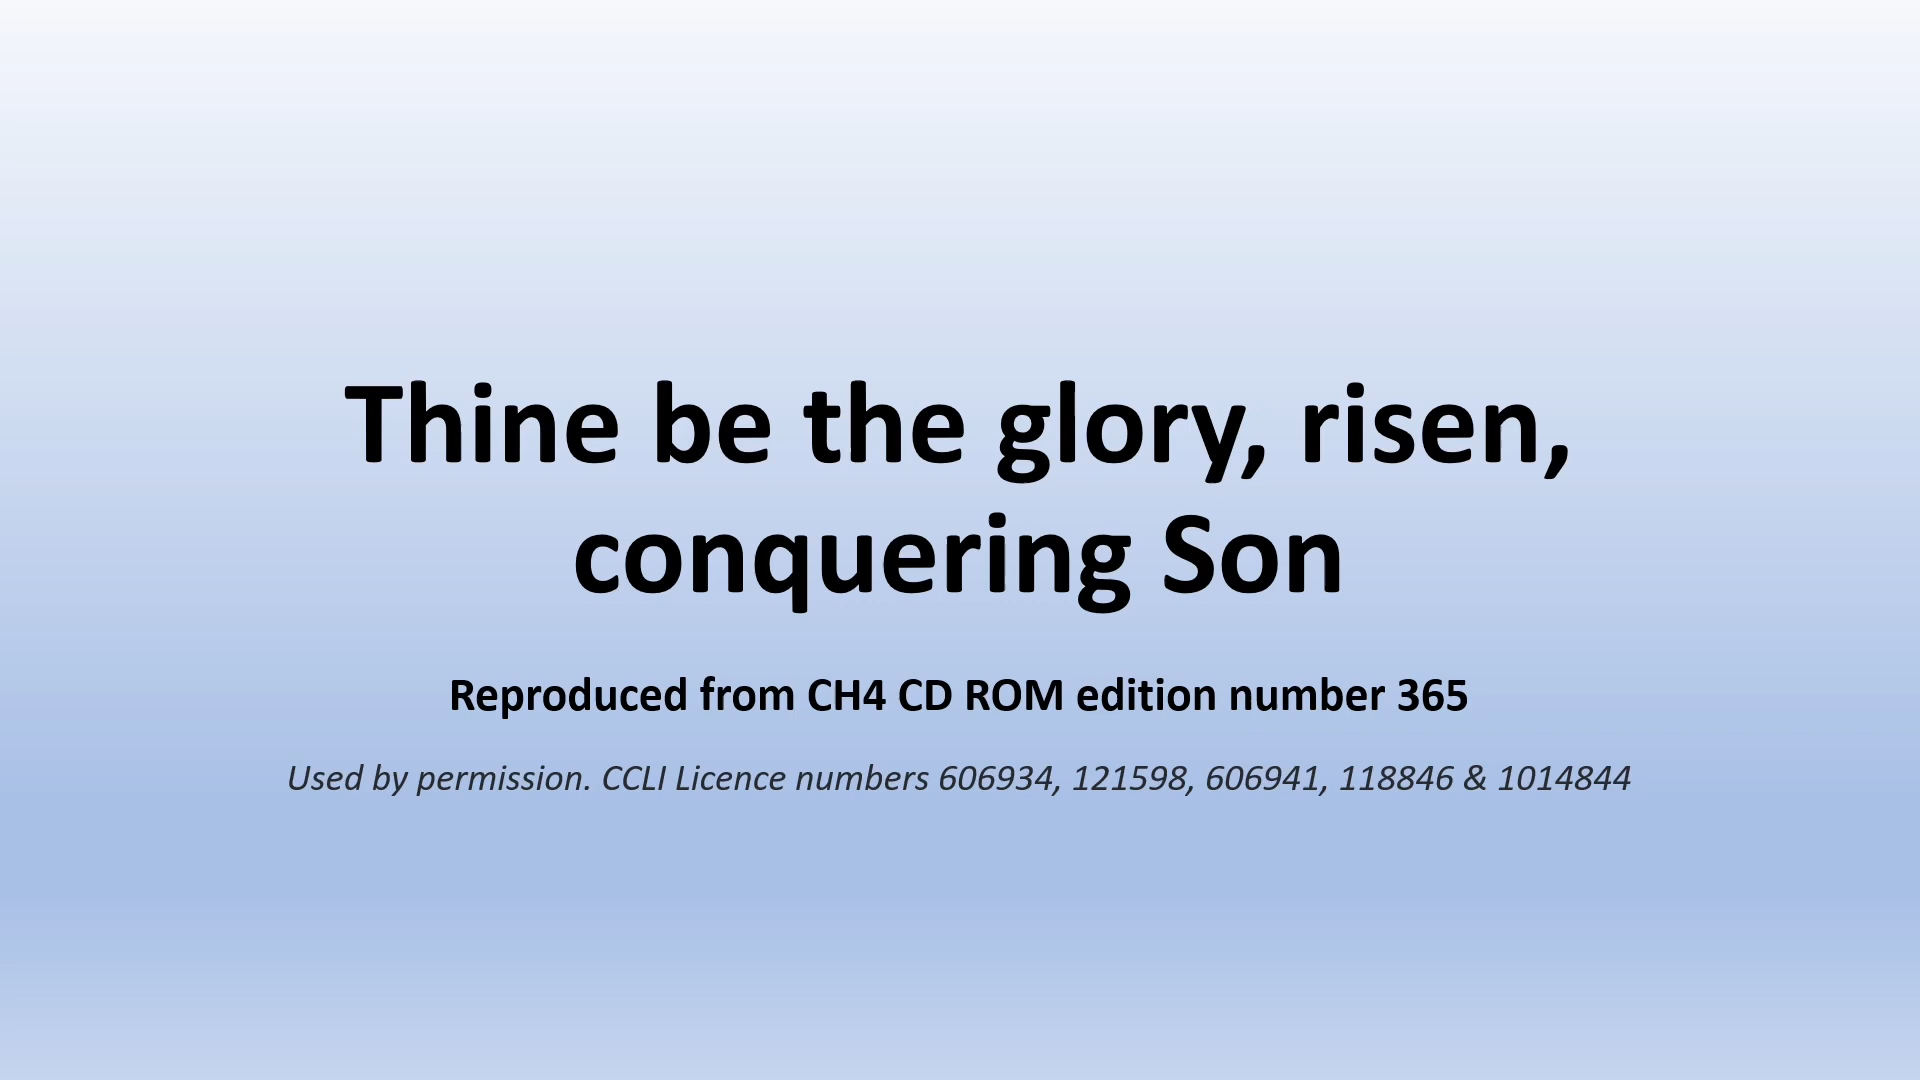 Thine be the glory, risen,
conquering Son
Reproduced from CH4 CD ROM edition number 365
Used by permission. CCLI Licence numbers 606934, 121598, 606941, 118846 & 1014844